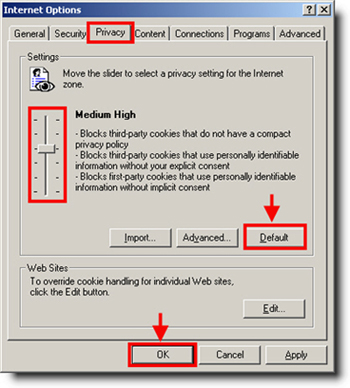 Internet Options
General Security Privacy Content Connections Programs Advanced
Settings
Move the slider to select a privacy setting for the Internet
zone.
Medium High
- Blocks third-party cookies that do not have a compact
privacy policy
- Blocks third-party cookies that use personally identifiable
information without your explicit consent
- Blocks first-party cookies that use personally identifiable
information without implicit consent
Import... Advanced... Default
Web Sites
To override cookie handling for individual Web sites,
click the Edit button.
Edit...
OK Cancel Apply